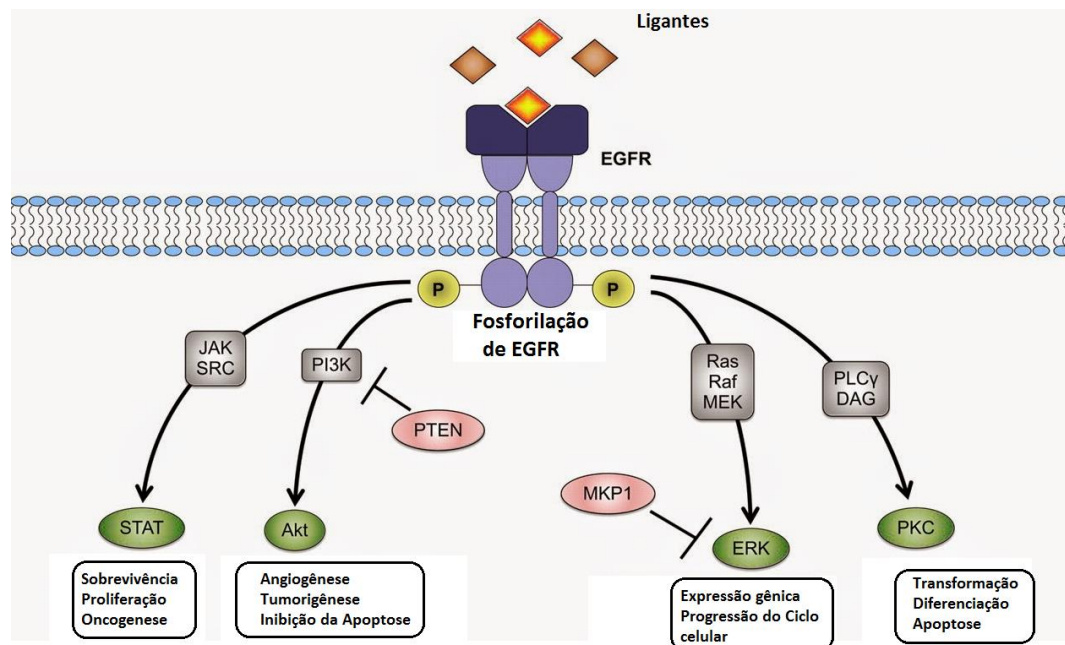 Ligantes
EGFR
P
P
Fosforilação
de EGFR
JAK
SRC
PI3K
PTEN
Ras
Raf
MEK
PLCγ
DAG
MKP1
STAT
Akt
ERK
PKC
Sobrevivência
Proliferação
Oncogenese
Angiogênese
Tumorigênese
Inibição da Apoptose
Expressão gênica
Progressão do Ciclo
celular
Transformação
Diferenciação
Apoptose